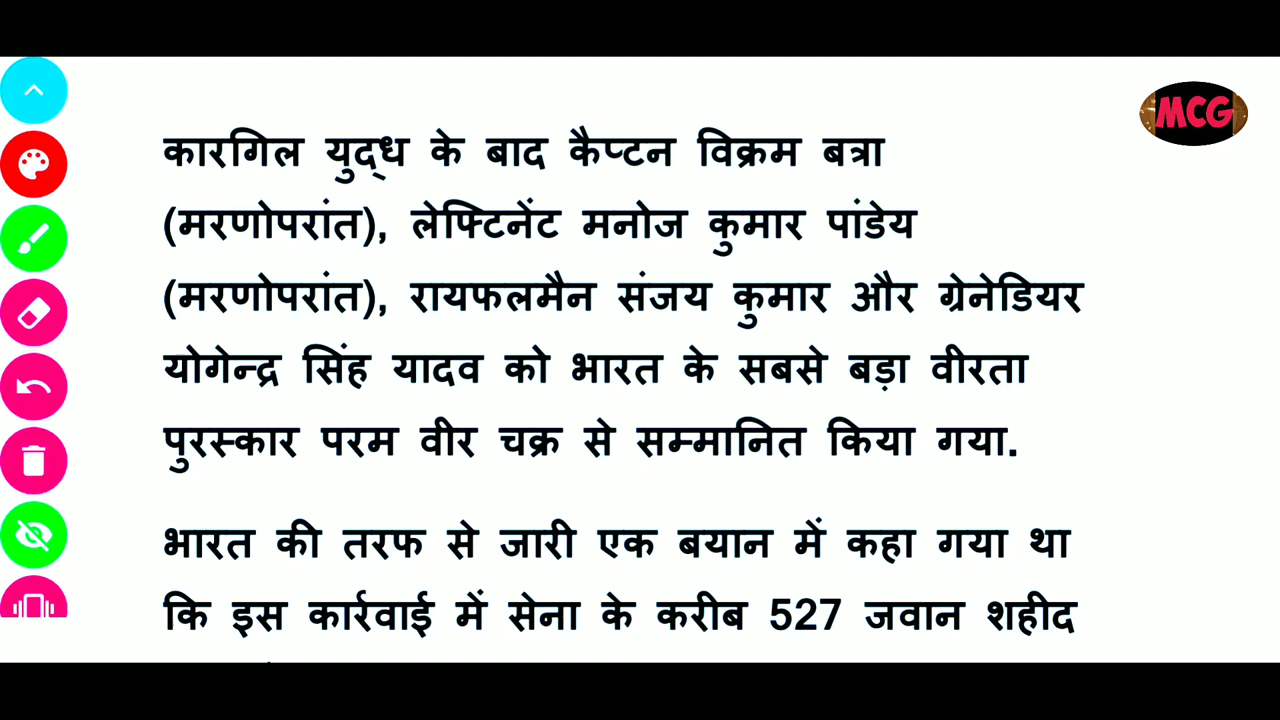 MCG
कारगिल युद्ध के बाद कैप्टन विक्रम बत्रा
(मरणोपरांत), लेफ्टिनेंट मनोज कुमार पांडेय
(मरणोपरांत), रायफलमैन संजय कुमार और ग्रेनेडियर
योगेन्द्र सिंह यादव को भारत के सबसे बड़ा वीरता
पुरस्कार परम वीर चक्र से सम्मानित किया गया.
भारत की तरफ से जारी एक बयान में कहा गया था
कि इस कार्रवाई में सेना के करीब 527 जवान शहीद